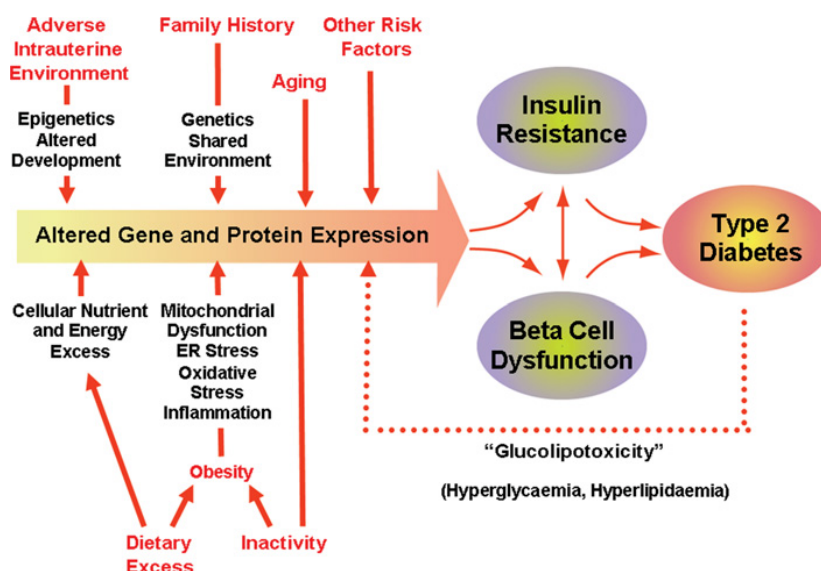 Adverse
Intrauterine
Environment
Family History
Other Risk
Factors
Aging
Epigenetics
Altered
Development
Genetics
Shared
Environment
Insulin
Resistance
Altered Gene and Protein Expression
Type 2
Diabetes
Cellular Nutrient
and Energy
Excess
Mitochondrial
Dysfunction
ER Stress
Oxidative
Stress
Inflammation
Beta Cell
Dysfunction
“Glucolipotoxicity”
(Hyperglycaemia, Hyperlipidaemia)
Obesity
Dietary
Excess
Inactivity